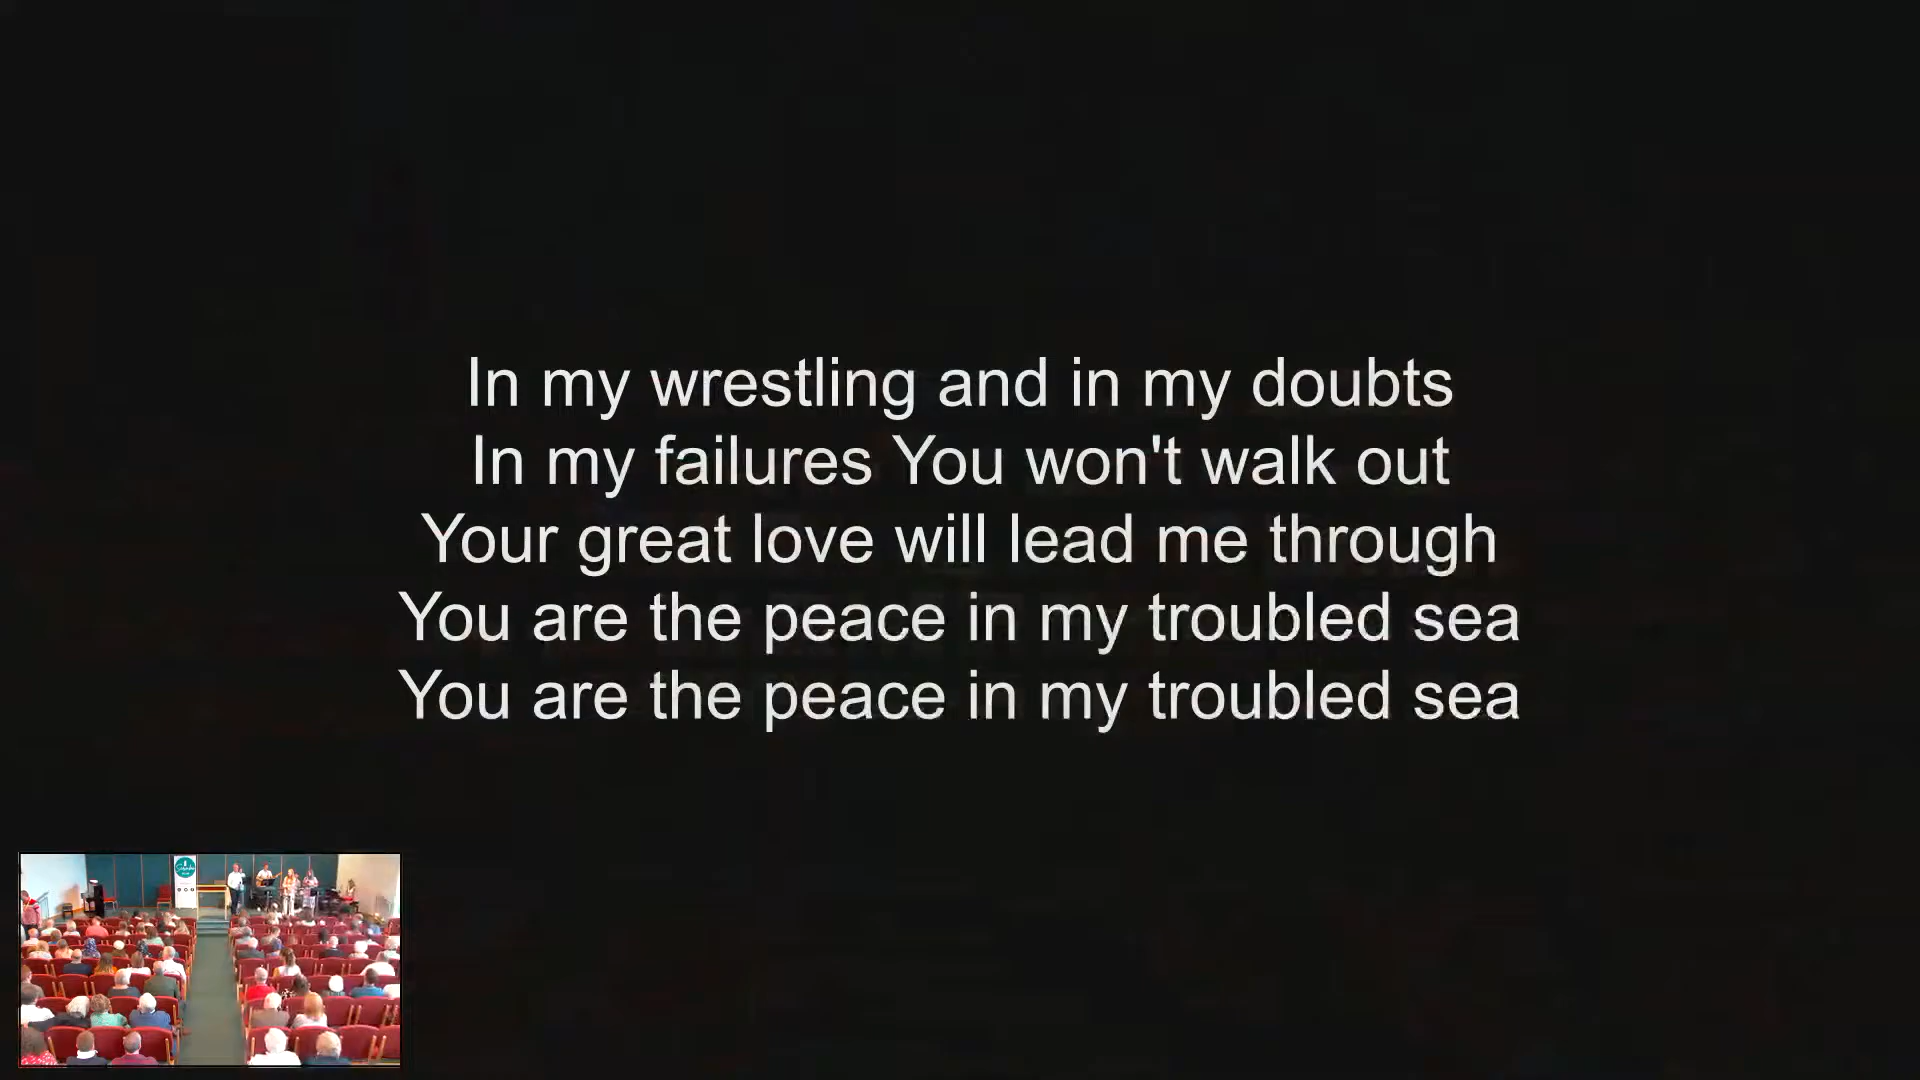 In my wrestling and in my doubts
In my failures You won't walk out
Your great love will lead me through
You are the peace in my troubled sea
You are the peace in my troubled sea